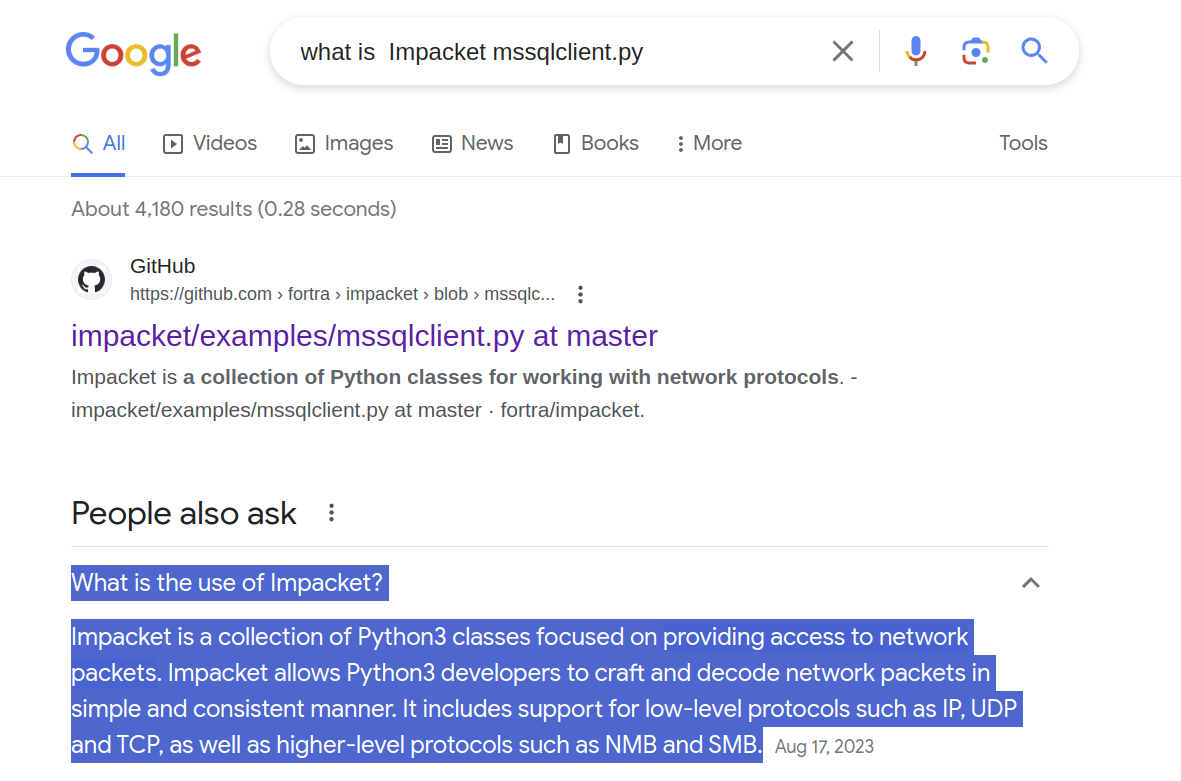 Google
what is  Impacket mssqlclient.py
All
Videos
Images
News
Books
More
Tools
About 4,180 results (0.28 seconds)
GitHub
https://github.com › fortra › impacket › blob › mssqlc...
impacket/examples/mssqlclient.py at master
Impacket is a collection of Python classes for working with network protocols. -
impacket/examples/mssqlclient.py at master · fortra/impacket.
People also ask
What is the use of Impacket?
Impacket is a collection of Python3 classes focused on providing access to network
packets. Impacket allows Python3 developers to craft and decode network packets in
simple and consistent manner. It includes support for low-level protocols such as IP, UDP
and TCP, as well as higher-level protocols such as NMB and SMB. Aug 17, 2023